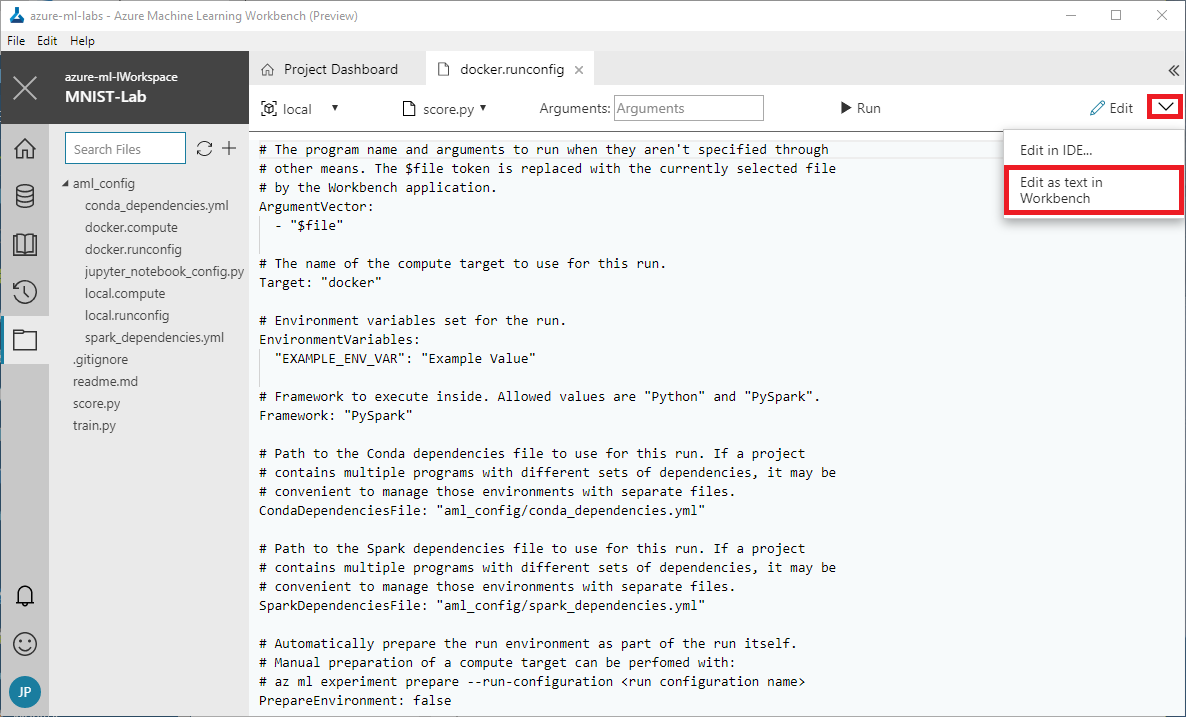 azure-ml-labs - Azure Machine Learning Workbench (Preview)
File Edit Help
azure-ml-lWorkspace
MNIST-Lab
Project Dashboard
docker.runconfig
local
score.py
Arguments: Arguments
Run
Edit
Edit in IDE...
Edit as text in
Workbench
Search Files
aml_config
conda_dependencies.yml
docker.compute
docker.runconfig
jupyter_notebook_config.py
local.compute
local.runconfig
spark_dependencies.yml
.gitignore
readme.md
score.py
train.py
JP
# The program name and arguments to run when they aren't specified through
# other means. The $file token is replaced with the currently selected file
# by the Workbench application.
ArgumentVector:
- "$file"
# The name of the compute target to use for this run.
Target: "docker"
# Environment variables set for the run.
EnvironmentVariables:
"EXAMPLE_ENV_VAR": "Example Value"
# Framework to execute inside. Allowed values are "Python" and "PySpark".
Framework: "PySpark"
# Path to the Conda dependencies file to use for this run. If a project
# contains multiple programs with different sets of dependencies, it may be
# convenient to manage those environments with separate files.
CondaDependenciesFile: "aml_config/conda_dependencies.yml"
# Path to the Spark dependencies file to use for this run. If a project
# contains multiple programs with different sets of dependencies, it may be
# convenient to manage those environments with separate files.
SparkDependenciesFile: "aml_config/spark_dependencies.yml"
# Automatically prepare the run environment as part of the run itself.
# Manual preparation of a compute target can be perfomed with:
# az ml experiment prepare --run-configuration <run configuration name>
PrepareEnvironment: false